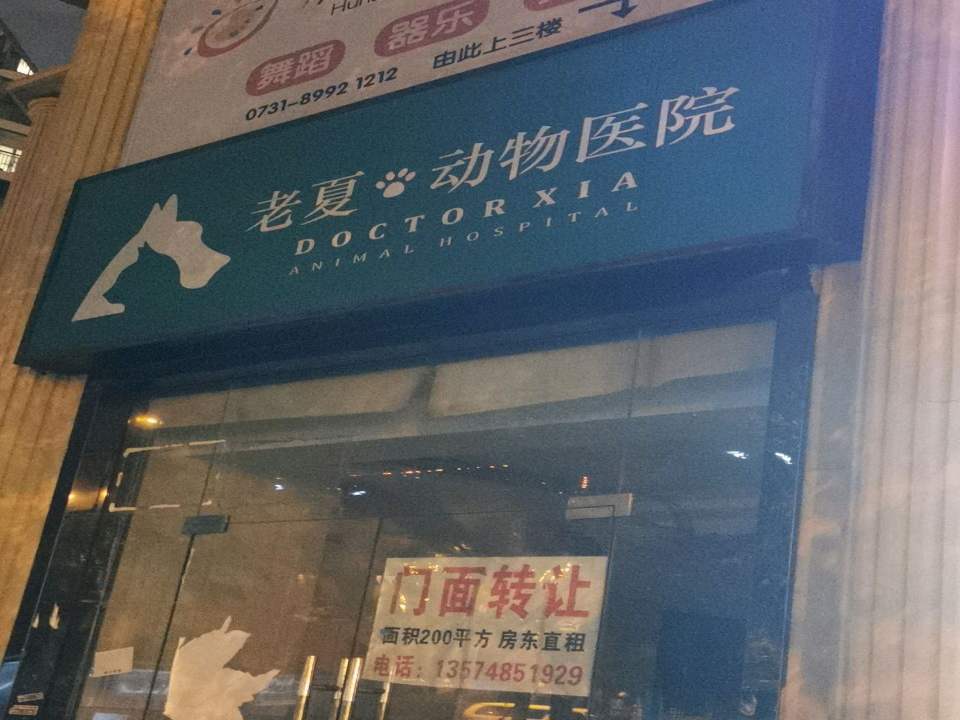 舞蹈 器乐
0731-8992 1212 由此上三楼
老夏 动物医院
DOCTOR XIA
ANIMAL HOSPITAL
门面转让
面积200平方 房东直租
电话：13574851929